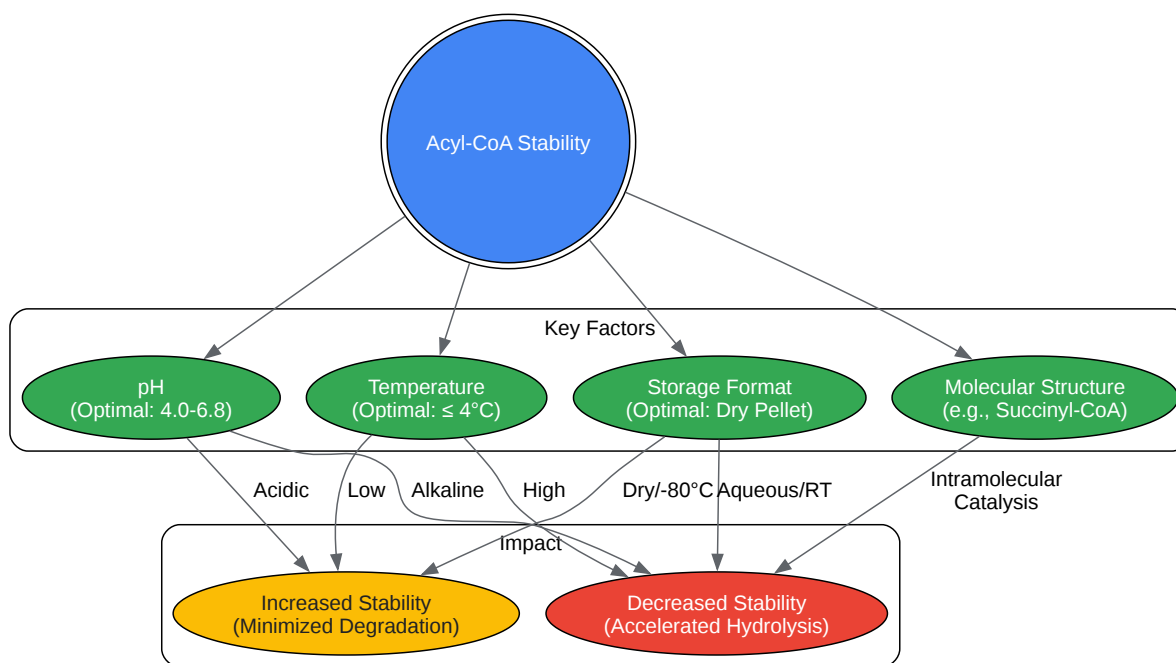 Acyl-CoA Stability
Key Factors
pH
(Optimal: 4.0-6.8)
Temperature
(Optimal: ≤ 4°C)
Storage Format
(Optimal: Dry Pellet)
Molecular Structure
(e.g., Succinyl-CoA)
Acidic
Low
Alkaline
High
Dry/-80°C
Aqueous/RT
Intramolecular
Catalysis
Impact
Increased Stability
(Minimized Degradation)
Decreased Stability
(Accelerated Hydrolysis)